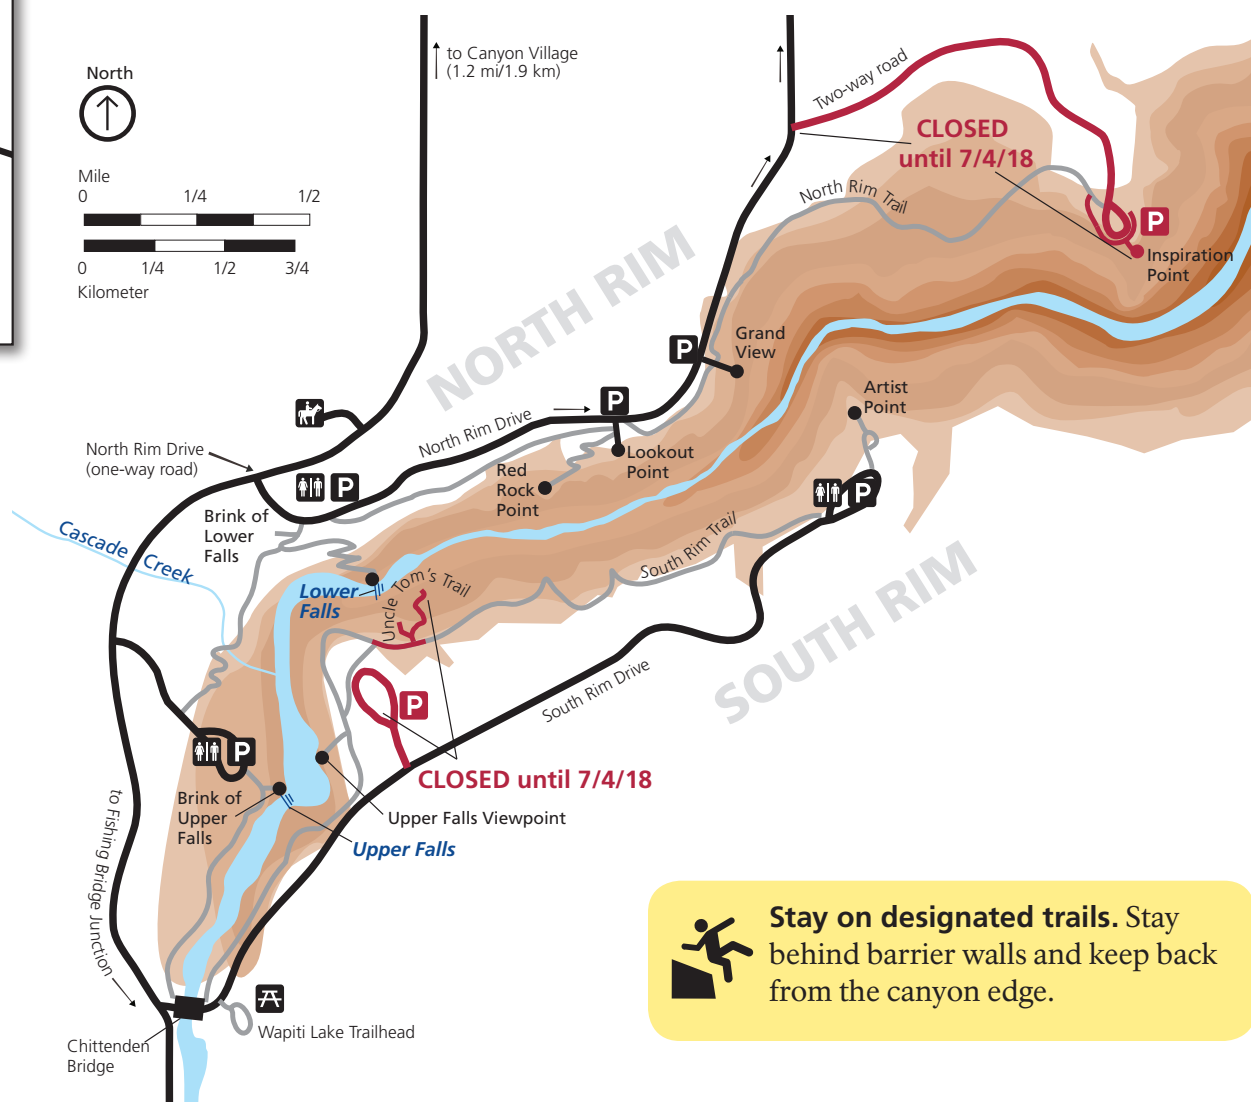 to Canyon Village
(1.2 mi/1.9 km)
North
Mile
0 1/4 1/2
0 1/4 1/2 3/4
Kilometer
Two-way road
CLOSED
until 7/4/18
North Rim Trail
P
Inspiration
Point
NORTH RIM
P
Grand
View
Artist
Point
P
North Rim Drive
North Rim Drive
(one-way road)
Lookout
Point
Red
Rock
Point
P
P
Brink of
Lower
Falls
Cascade Creek
South Rim Trail
Lower
Falls
Uncle Tom's Trail
SOUTH RIM
South Rim Drive
P
P
CLOSED until 7/4/18
Brink of
Upper
Falls
Upper Falls Viewpoint
Upper Falls
to Fishing Bridge Junction
Stay on designated trails. Stay
behind barrier walls and keep back
from the canyon edge.
Wapiti Lake Trailhead
Chittenden
Bridge